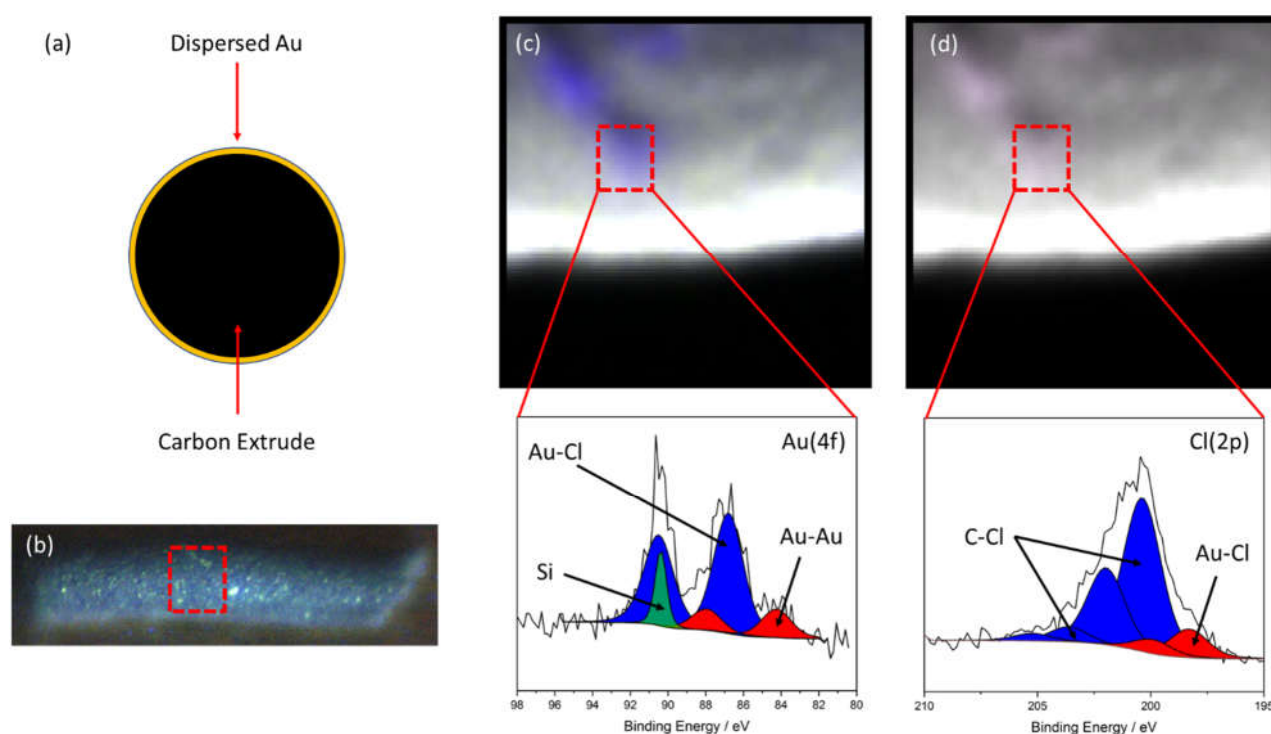 (a)
Dispersed Au
Carbon Extrude
(b)
(c)
Au(4f)
Au-Cl
Au-Au
Si
98 96 94 92 90 88 86 84 82 80
Binding Energy / eV
(d)
Cl(2p)
C-Cl
Au-Cl
210 205 200 195
Binding Energy / eV